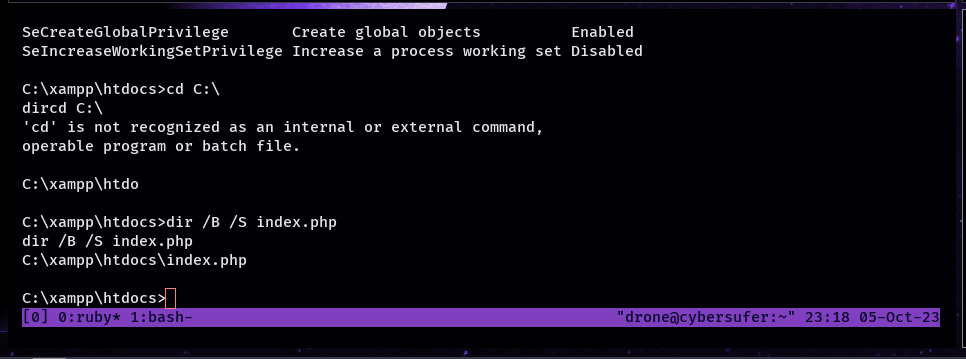 SeCreateGlobalPrivilege       Create global objects          Enabled
SeIncreaseWorkingSetPrivilege Increase a process working set Disabled
C:\xampp\htdocs>cd C:\
dircd C:\
'cd' is not recognized as an internal or external command,
operable program or batch file.
C:\xampp\htdo
C:\xampp\htdocs>dir /B /S index.php
dir /B /S index.php
C:\xampp\htdocs\index.php
C:\xampp\htdocs>
[0] 0:ruby* 1:bash- "drone@cybersufer:~" 23:18 05-Oct-23